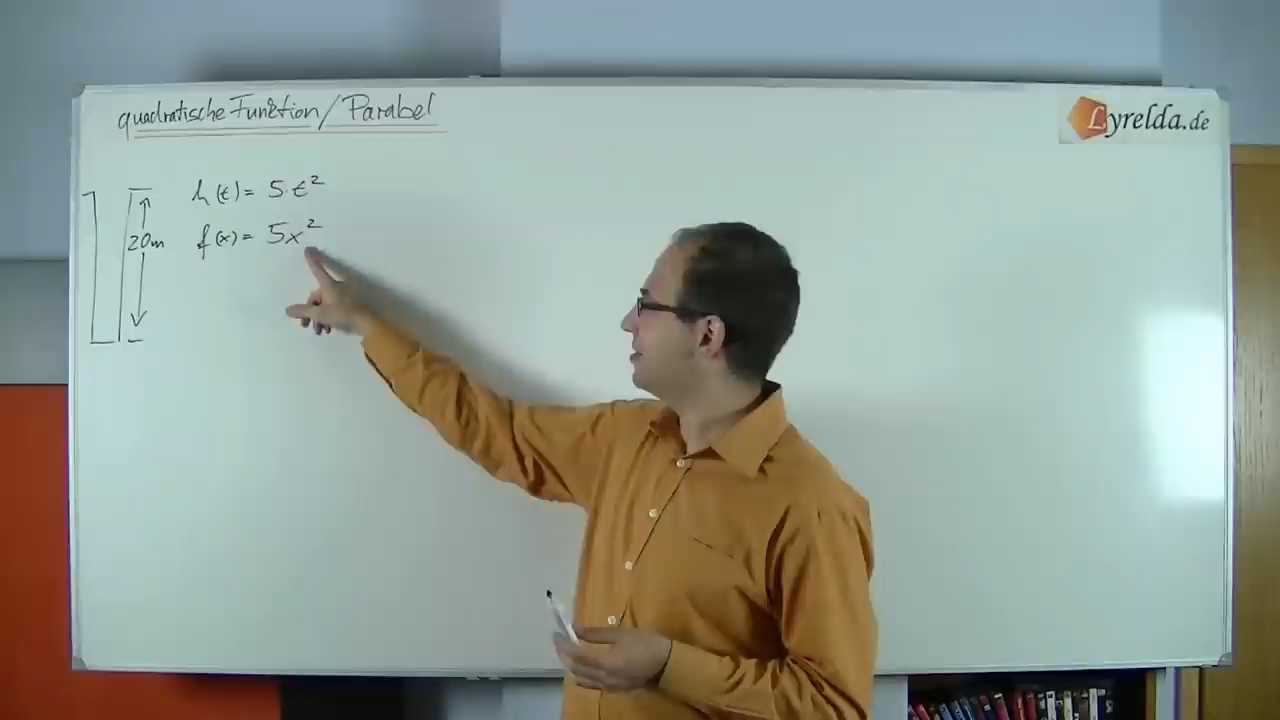 quadratische Funktion/Parabel
Lyrelda.de
h(t) = 5·t²
20m
f(x) = 5x²